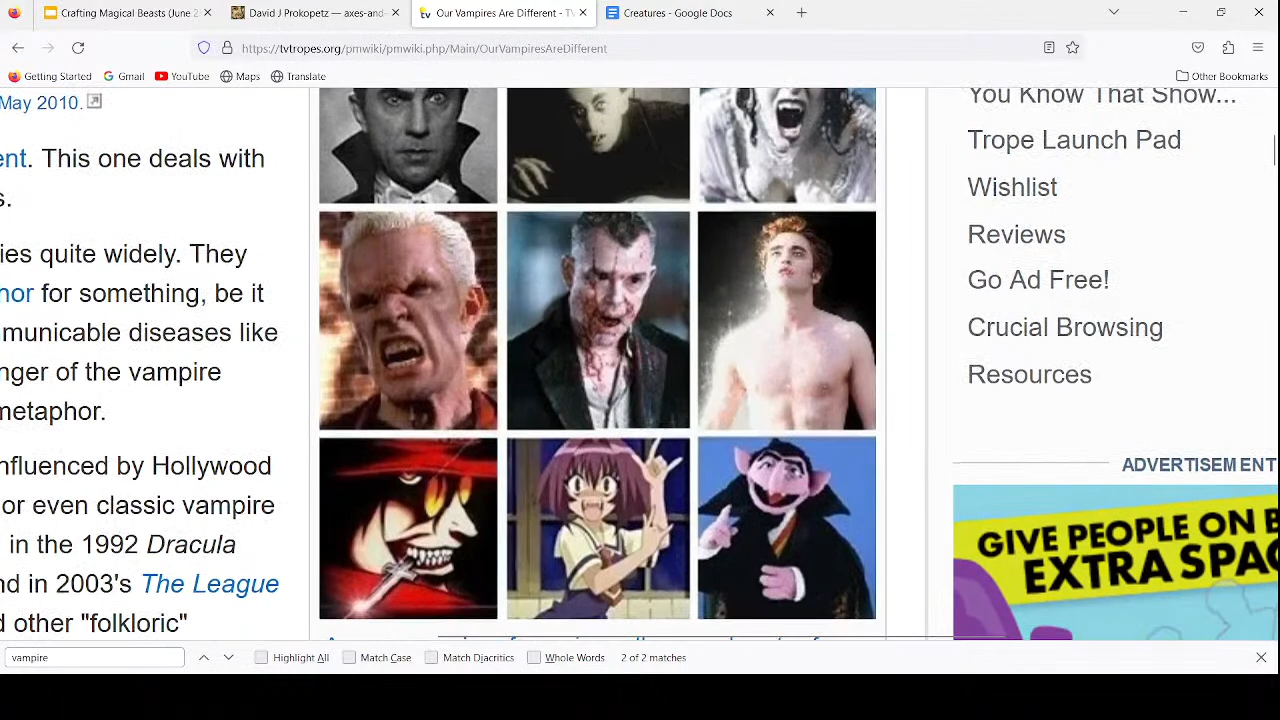 Crafting Magical Beasts (June 2
David J Prokopetz — axes-and-
Our Vampires Are Different - TV
Creatures - Google Docs
https://tvtropes.org/pmwiki/pmwiki.php/Main/OurVampiresAreDifferent
Getting Started
Gmail
YouTube
Maps
Translate
Other Bookmarks
May 2010.
ent. This one deals with
s.
ies quite widely. They
hor for something, be it
mmunicable diseases like
nger of the vampire
metaphor.
nfluenced by Hollywood
or even classic vampire
in the 1992 Dracula
nd in 2003's The League
d other "folkloric"
You Know That Show...
Trope Launch Pad
Wishlist
Reviews
Go Ad Free!
Crucial Browsing
Resources
ADVERTISEMENT
GIVE PEOPLE ON B
EXTRA SPAC
vampire
Highlight All
Match Case
Match Diacritics
Whole Words
2 of 2 matches